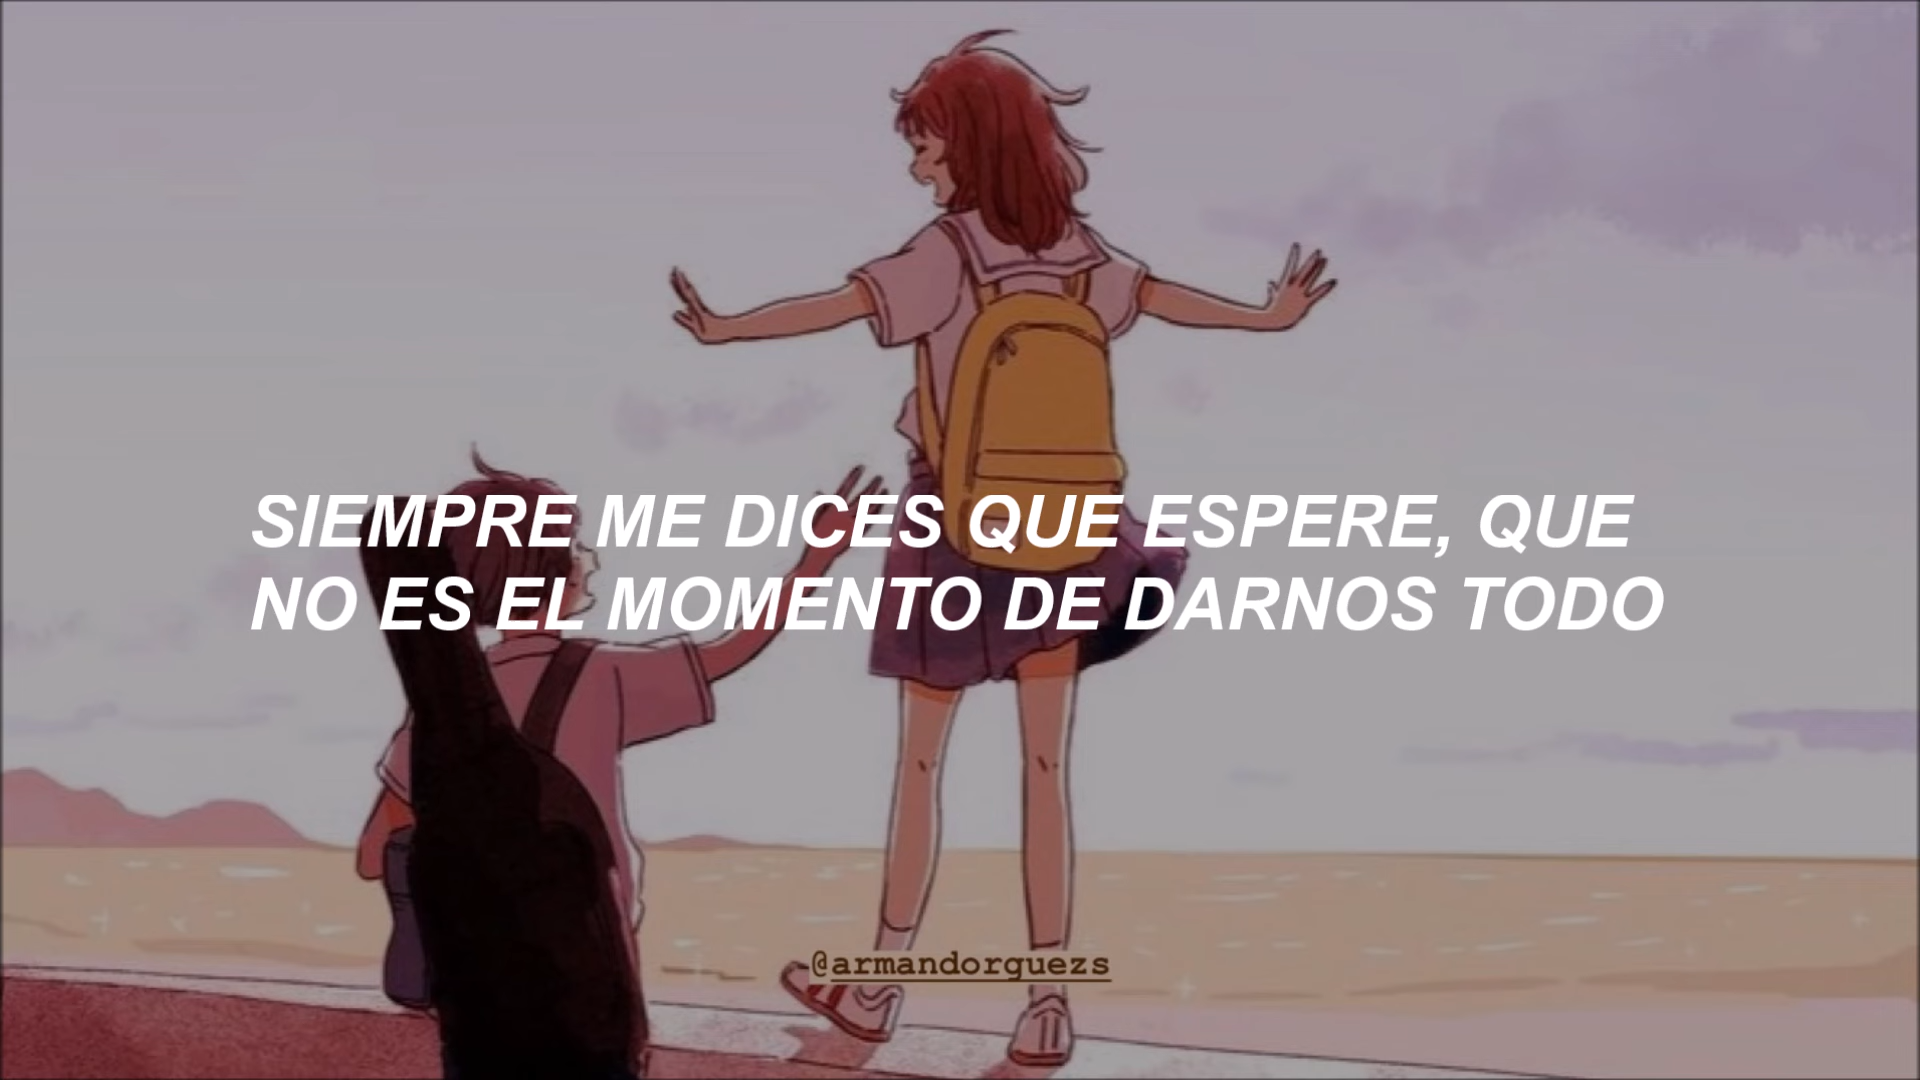 SIEMPRE ME DICES QUE ESPERE, QUE
NO ES EL MOMENTO DE DARNOS TODO
@armandorguezs